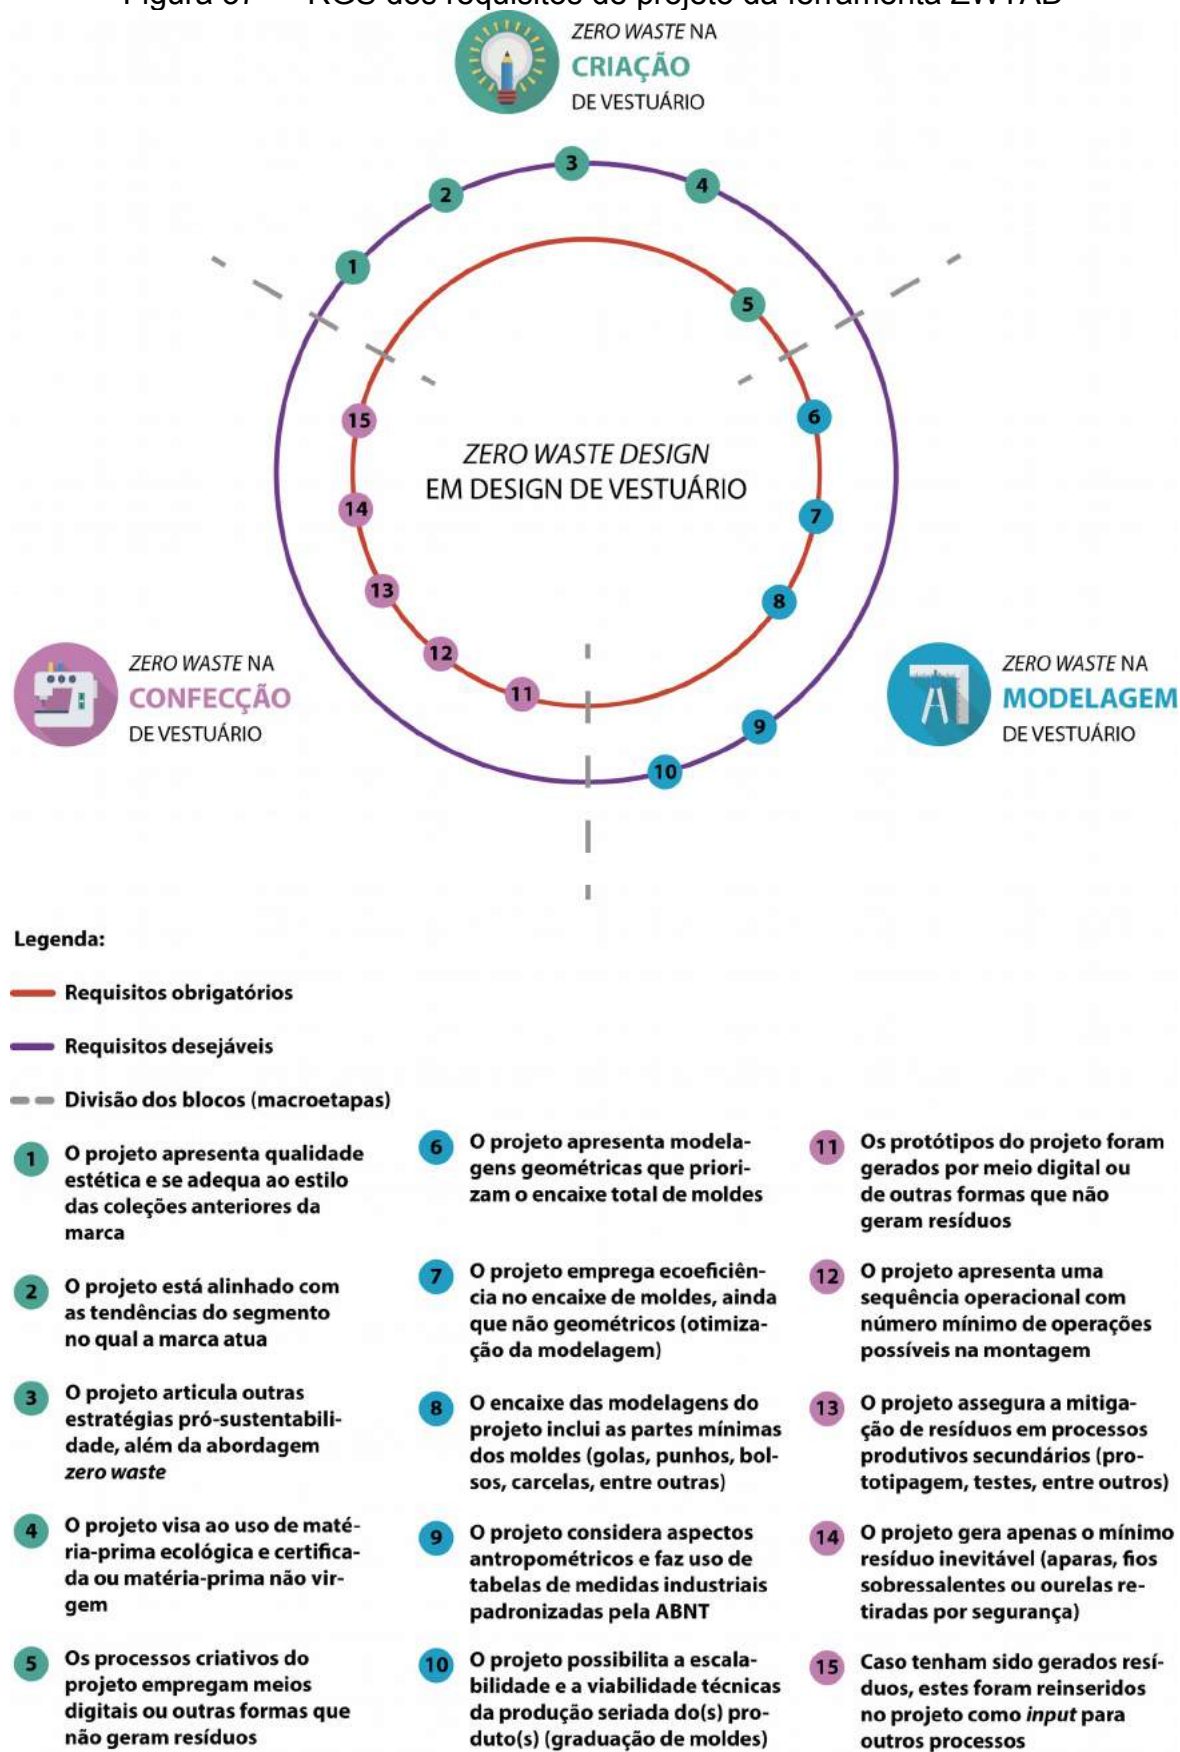 Figura 37 – RGS dos requisitos de projeto da ferramenta ZWTAD
ZERO WASTE NA
CRIAÇÃO
DE VESTUÁRIO
3
4
2
1
5
15
6
ZERO WASTE DESIGN
EM DESIGN DE VESTUÁRIO
14
7
13
8
12
11
ZERO WASTE NA
CONFECÇÃO
DE VESTUÁRIO
ZERO WASTE NA
MODELAGEM
DE VESTUÁRIO
9
10
Legenda:
Requisitos obrigatórios
Requisitos desejáveis
Divisão dos blocos (macroetapas)
1 O projeto apresenta qualidade
estética e se adequa ao estilo
das coleções anteriores da
marca
2 O projeto está alinhado com
as tendências do segmento
no qual a marca atua
3 O projeto articula outras
estratégias pró-sustentabili-
dade, além da abordagem
zero waste
4 O projeto visa ao uso de maté-
ria-prima ecológica e certifica-
da ou matéria-prima não vir-
gem
5 Os processos criativos do
projeto empregam meios
digitais ou outras formas que
não geram resíduos
6 O projeto apresenta modela-
gens geométricas que priori-
zam o encaixe total de moldes
7 O projeto emprega ecoeficiên-
cia no encaixe de moldes, ainda
que não geométricos (otimiza-
ção da modelagem)
8 O encaixe das modelagens do
projeto inclui as partes mínimas
dos moldes (golas, punhos, bol-
sos, carcelas, entre outras)
9 O projeto considera aspectos
antropométricos e faz uso de
tabelas de medidas industriais
padronizadas pela ABNT
10 O projeto possibilita a escala-
bilidade e a viabilidade técnicas
da produção seriada do(s) pro-
duto(s) (graduação de moldes)
11 Os protótipos do projeto foram
gerados por meio digital ou
de outras formas que não
geram resíduos
12 O projeto apresenta uma
sequência operacional com
número mínimo de operações
possíveis na montagem
13 O projeto assegura a mitiga-
ção de resíduos em processos
produtivos secundários (pro-
totipagem, testes, entre outros)
14 O projeto gera apenas o mínimo
resíduo inevitável (aparas, fios
sobressalentes ou ourelas re-
tiradas por segurança)
15 Caso tenham sido gerados resí-
duos, estes foram reinseridos
no projeto como input para
outros processos